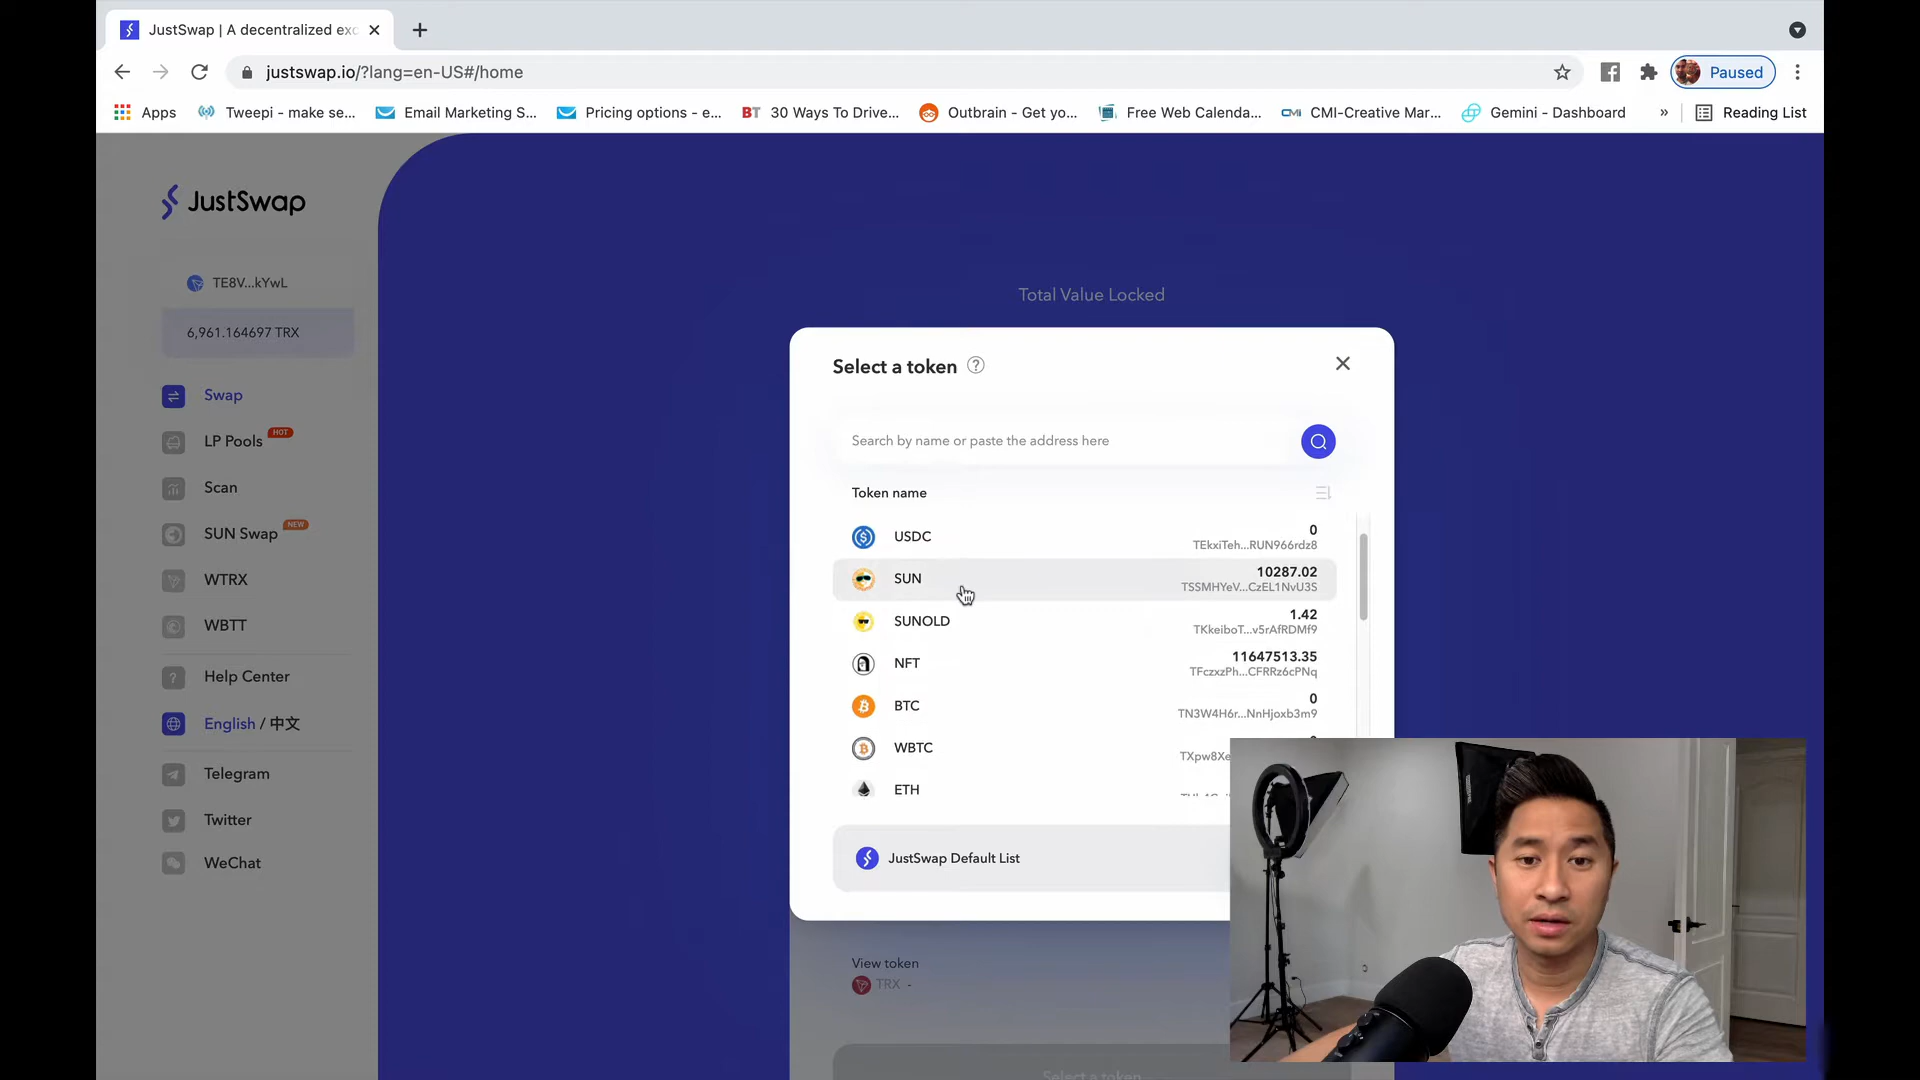 JustSwap | A decentralized exc
justswap.io/?lang=en-US#/home
Paused
Apps
Tweepi - make se...
Email Marketing S...
Pricing options - e...
BT 30 Ways To Drive...
Outbrain - Get yo...
Free Web Calenda...
CMI CMI-Creative Mar...
Gemini - Dashboard
»
Reading List
JustSwap
TE8V...kYwL
6,961.164697 TRX
Swap
LP Pools HOT
Scan
SUN Swap NEW
WTRX
WBTT
Help Center
English / 中文
Telegram
Twitter
WeChat
Total Value Locked
Select a token ?
Search by name or paste the address here
Token name
USDC 0
TEkxiTeh...RUN966rdz8
SUN 10287.02
TSSMHYeV...CzEL1NvU3S
SUNOLD 1.42
TKkeiboT...v5rAfRDMf9
NFT 11647513.35
TFczxzPh...CFRRz6cPNq
BTC 0
TN3W4H6r...NnHjoxb3m9
WBTC
TXpw8Xe
ETH
JustSwap Default List
View token
TRX -
Select a token